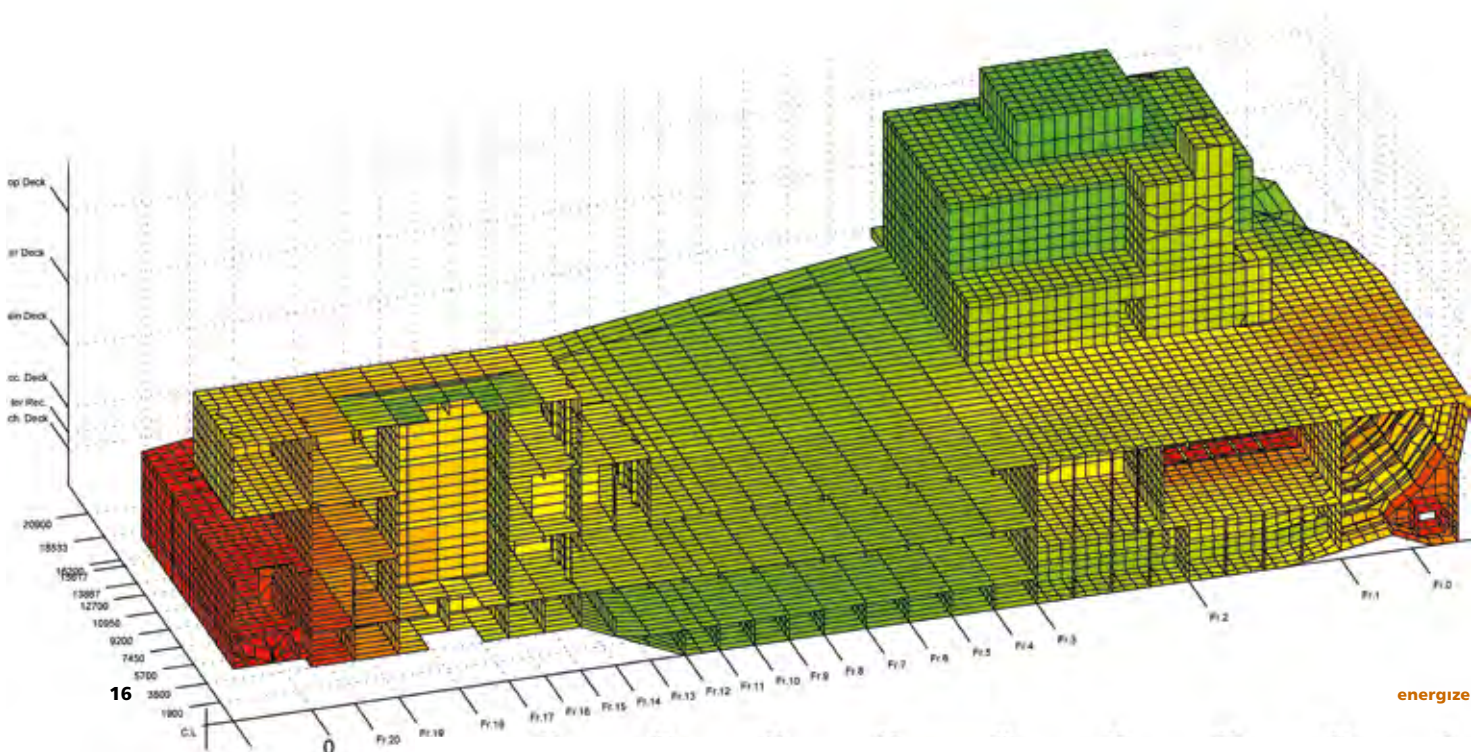 op Deck
er Deck
ein Deck
cc. Deck
ter Rec.
ch. Deck
20900
18533
16200
13867
12700
10950
9200
7450
5700
3800
1900
C.L
0
Fr.20
Fr.19
Fr.18
Fr.17
Fr.16
Fr.15
Fr.14
Fr.13
Fr.12
Fr.11
Fr.10
Fr.9
Fr.8
Fr.7
Fr.6
Fr.5
Fr.4
Fr.3
Fr.2
Fr.1
Fr.0
16
energize